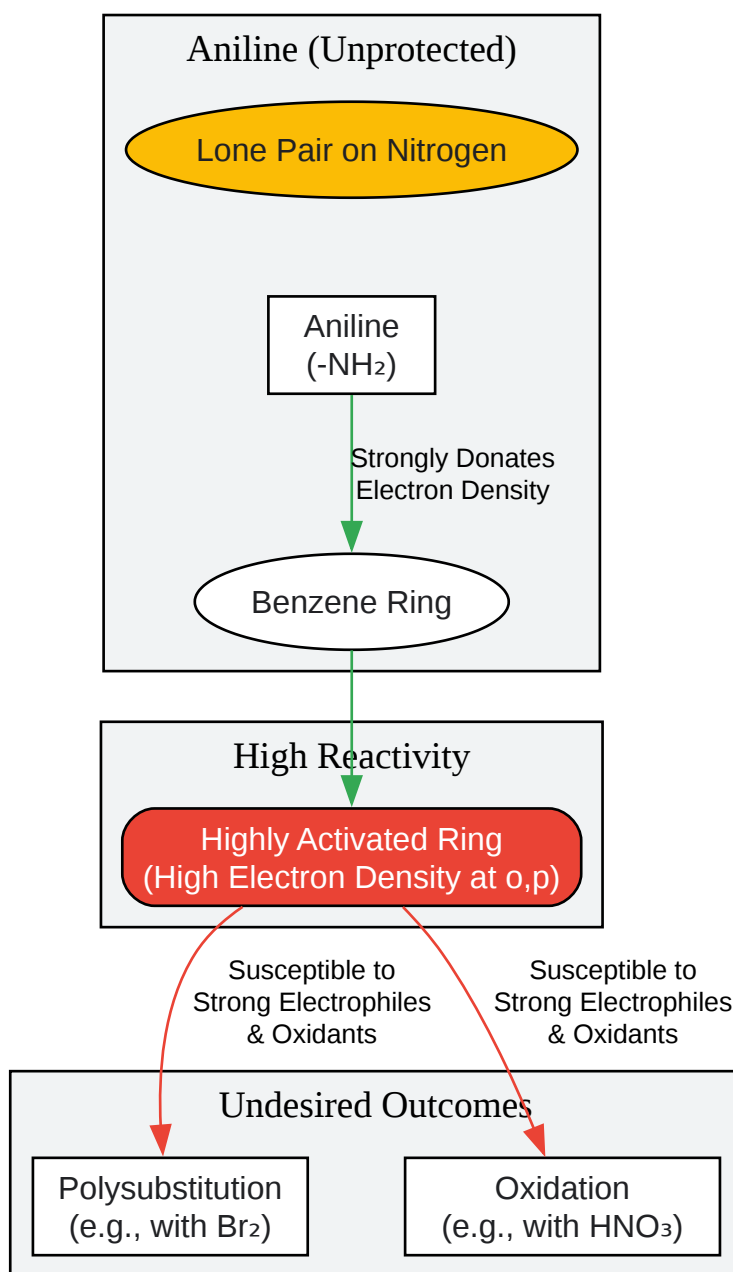 Aniline (Unprotected)
Lone Pair on Nitrogen
Aniline
(-NH₂)
Strongly Donates
Electron Density
Benzene Ring
High Reactivity
Highly Activated Ring
(High Electron Density at o,p)
Susceptible to
Strong Electrophiles
& Oxidants
Susceptible to
Strong Electrophiles
& Oxidants
Undesired Outcomes
Polysubstitution
(e.g., with Br₂)
Oxidation
(e.g., with HNO₃)